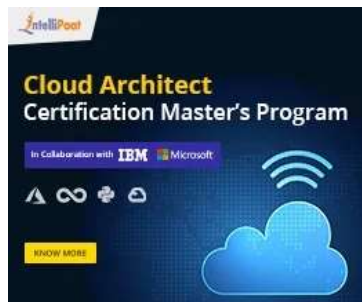 IntelliPaat
Cloud Architect
Certification Master's Program
In Collaboration with IBM Microsoft
KNOW MORE